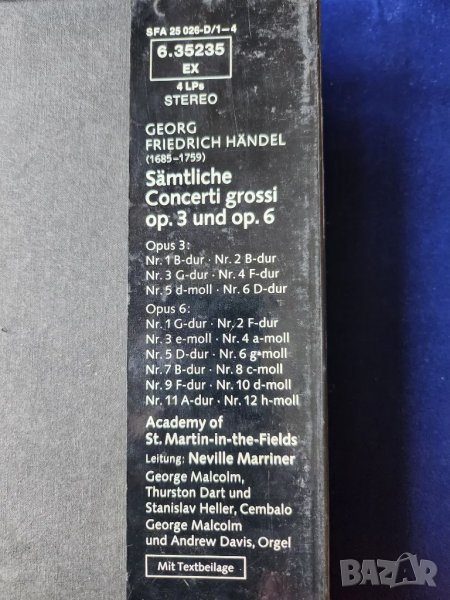 SFA 25 026-D/1-4
6.35235
EX
4 LPs
STEREO
GEORG
FRIEDRICH HÄNDEL
(1685–1759)
Sämtliche
Concerti grossi
op. 3 und op. 6
Opus 3:
Nr. 1 B-dur · Nr. 2 B-dur
Nr. 3 G-dur · Nr. 4 F-dur
Nr. 5 d-moll · Nr. 6 D-dur
Opus 6:
Nr. 1 G-dur · Nr. 2 F-dur
Nr. 3 e-moll · Nr. 4 a-moll
Nr. 5 D-dur · Nr. 6 g-moll
Nr. 7 B-dur · Nr. 8 c-moll
Nr. 9 F-dur · Nr. 10 d-moll
Nr. 11 A-dur · Nr. 12 h-moll
Academy of
St. Martin-in-the-Fields
Leitung: Neville Marriner
George Malcolm,
Thurston Dart und
Stanislav Heller, Cembalo
George Malcolm
und Andrew Davis, Orgel
Mit Textbeilage
BAZAR